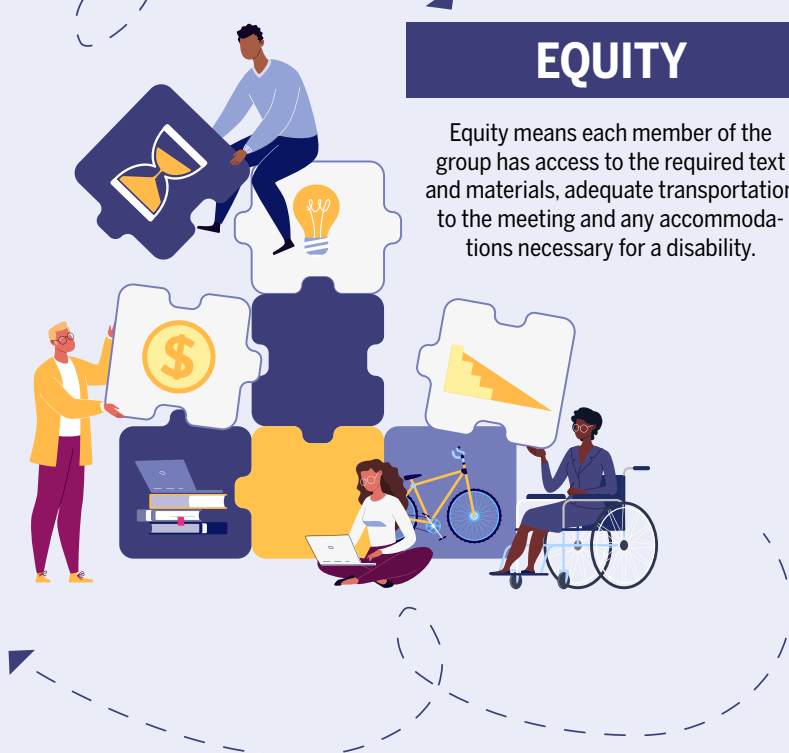 EQUITY
Equity means each member of the
group has access to the required text
and materials, adequate transportation
to the meeting and any accommoda-
tions necessary for a disability.
$